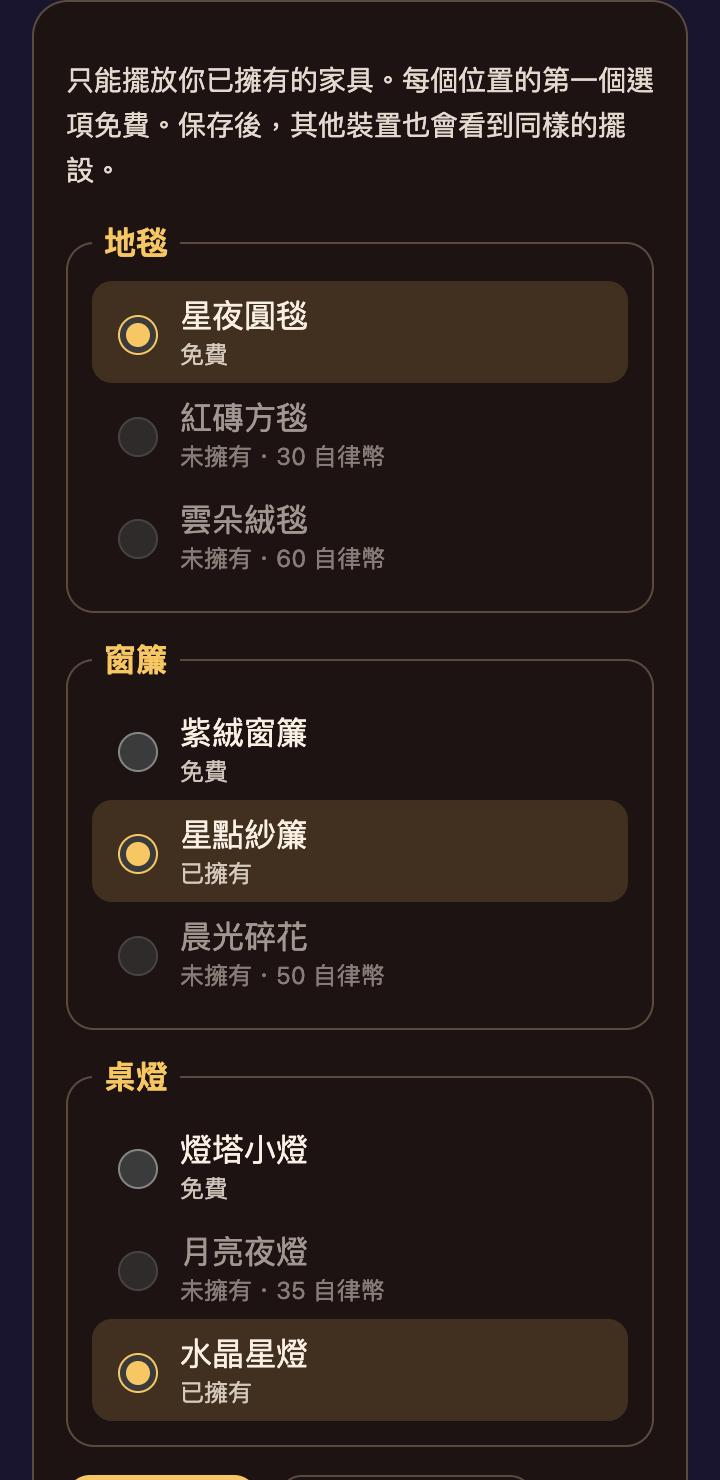 只能擺放你已擁有的家具。每個位置的第一個選
項免費。保存後，其他裝置也會看到同樣的擺
設。
地毯
星夜圓毯
免費
紅磚方毯
未擁有·30 自律幣
雲朵絨毯
未擁有·60 自律幣
窗簾
紫絨窗簾
免費
星點紗簾
已擁有
晨光碎花
未擁有·50 自律幣
桌燈
燈塔小燈
免費
月亮夜燈
未擁有·35 自律幣
水晶星燈
已擁有